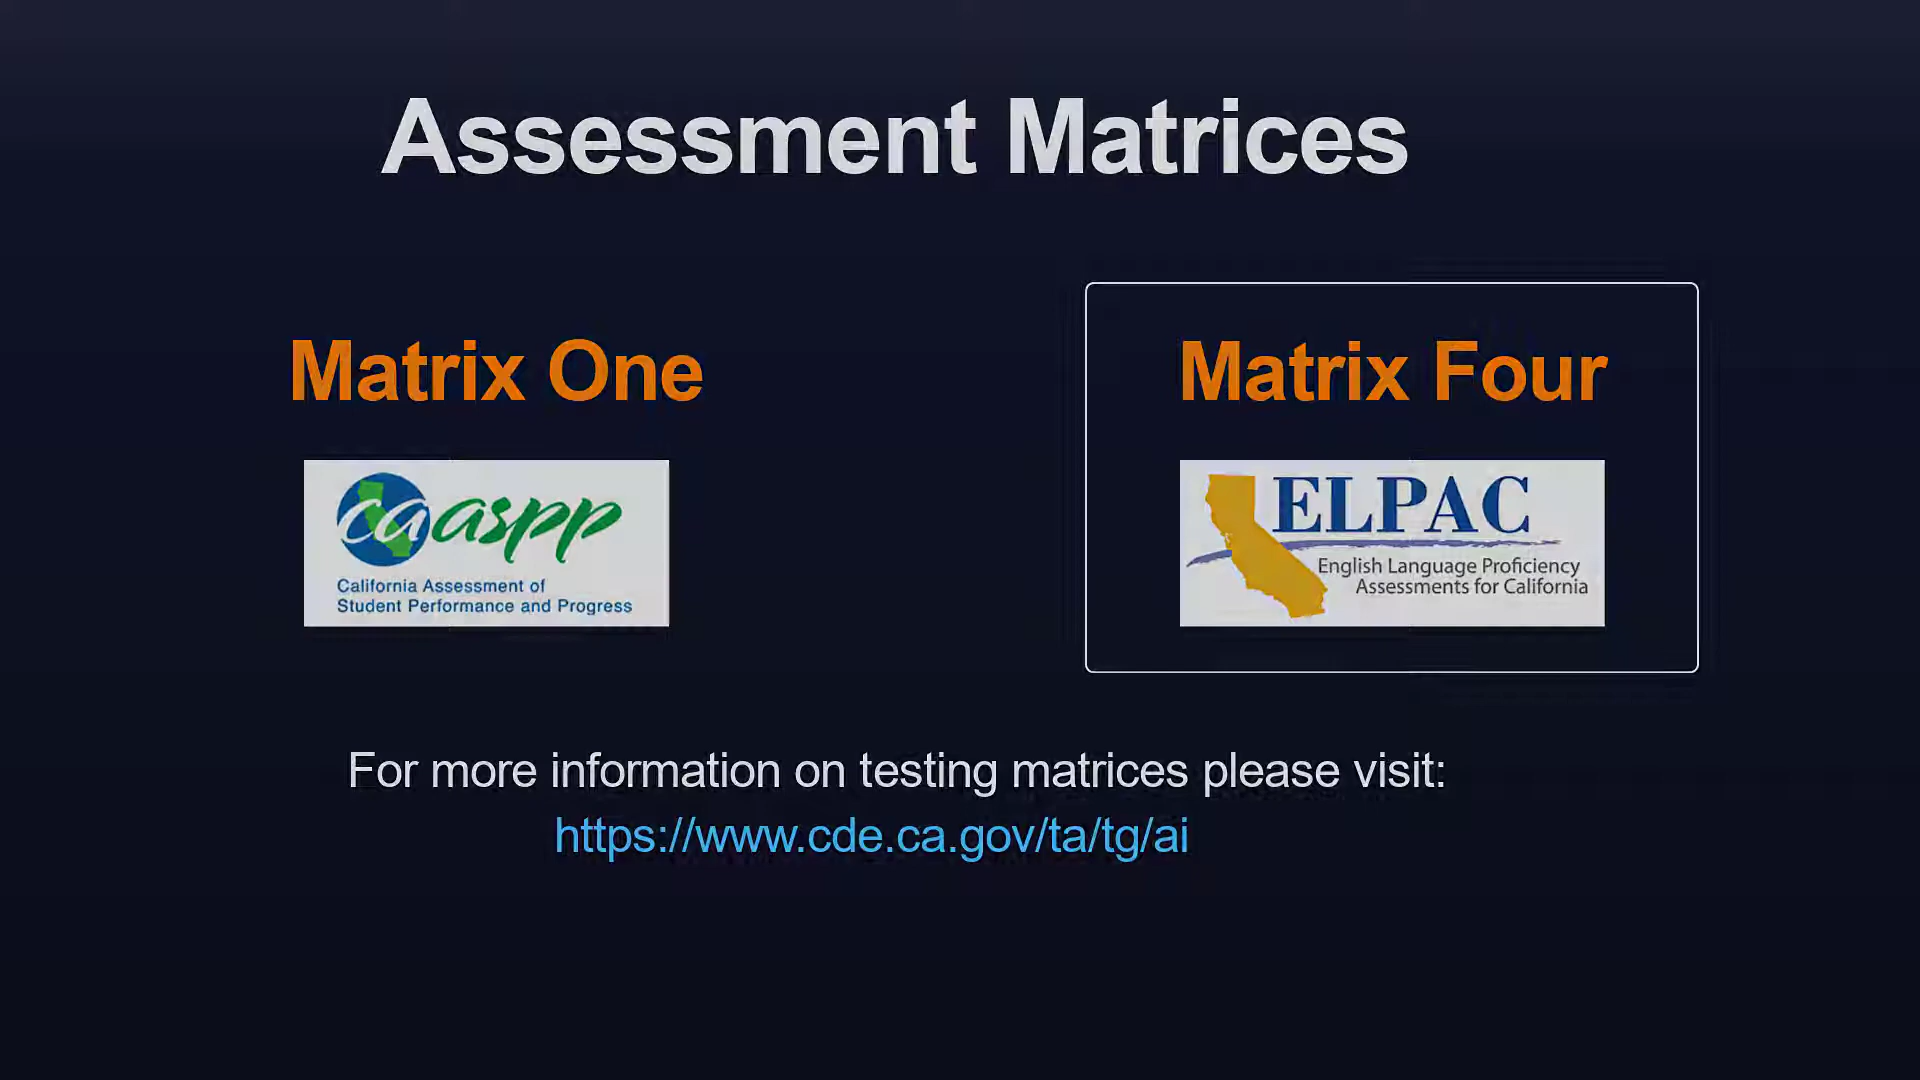 Assessment Matrices
Matrix One
Matrix Four
caaspp
California Assessment of
Student Performance and Progress
ELPAC
English Language Proficiency
Assessments for California
For more information on testing matrices please visit:
https://www.cde.ca.gov/ta/tg/ai